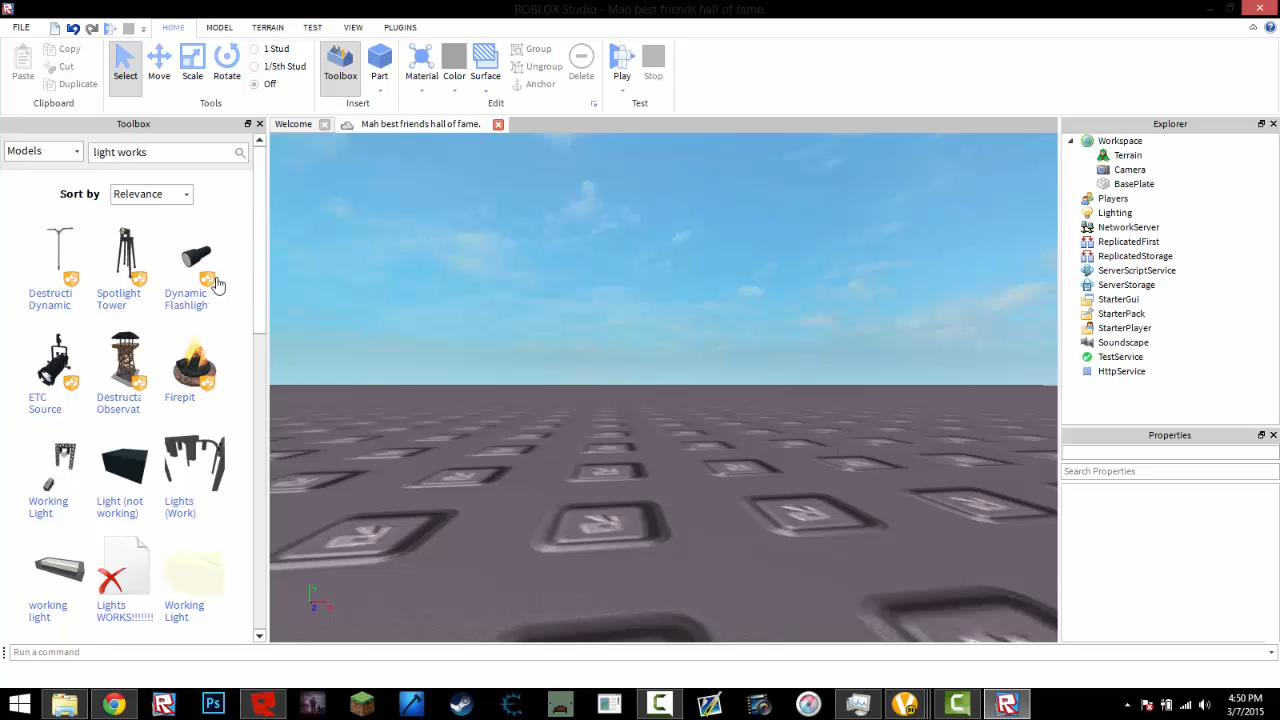 ROBLOX Studio - Mah best friends hall of fame.
FILE
HOME
MODEL
TERRAIN
TEST
VIEW
PLUGINS
Paste
Copy
Cut
Duplicate
Clipboard
Select
Move
Scale
Rotate
1 Stud
1/5th Stud
Off
Tools
Toolbox
Part
Insert
Material
Color
Surface
Group
Ungroup
Anchor
Delete
Edit
Play
Stop
Test
Toolbox
Models
light works
Sort by
Relevance
Destructi
Dynamic
Spotlight
Tower
Dynamic
Flashligh
ETC
Source
Destructa
Observat
Firepit
Working
Light
Light (not
working)
Lights
(Work)
working
light
Lights
WORKS!!!!!!!
Working
Light
Welcome
Mah best friends hall of fame.
Y
Z
X
Explorer
Workspace
Terrain
Camera
BasePlate
Players
Lighting
NetworkServer
ReplicatedFirst
ReplicatedStorage
ServerScriptService
ServerStorage
StarterGui
StarterPack
StarterPlayer
Soundscape
TestService
HttpService
Properties
Search Properties
Run a command
Ps
4:50 PM
3/7/2015